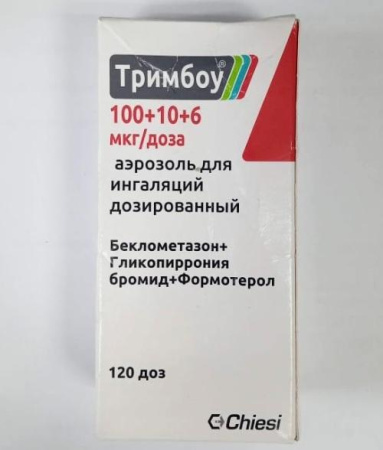 Тримбоу®
100+10+6
мкг/доза
аэрозоль для
ингаляций
дозированный
Беклометазон+
Гликопиррония
бромид+Формотерол
120 доз
Chiesi